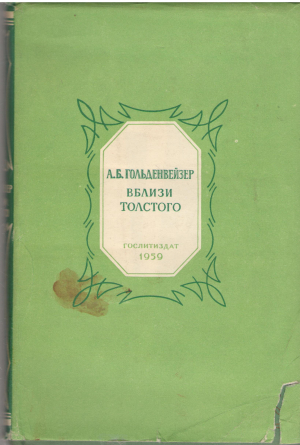 А.Б.ГОЛЬДЕНВЕЙЗЕР
ВБЛИЗИ
ТОЛСТОГО
ГОСЛИТИЗДАТ
1959